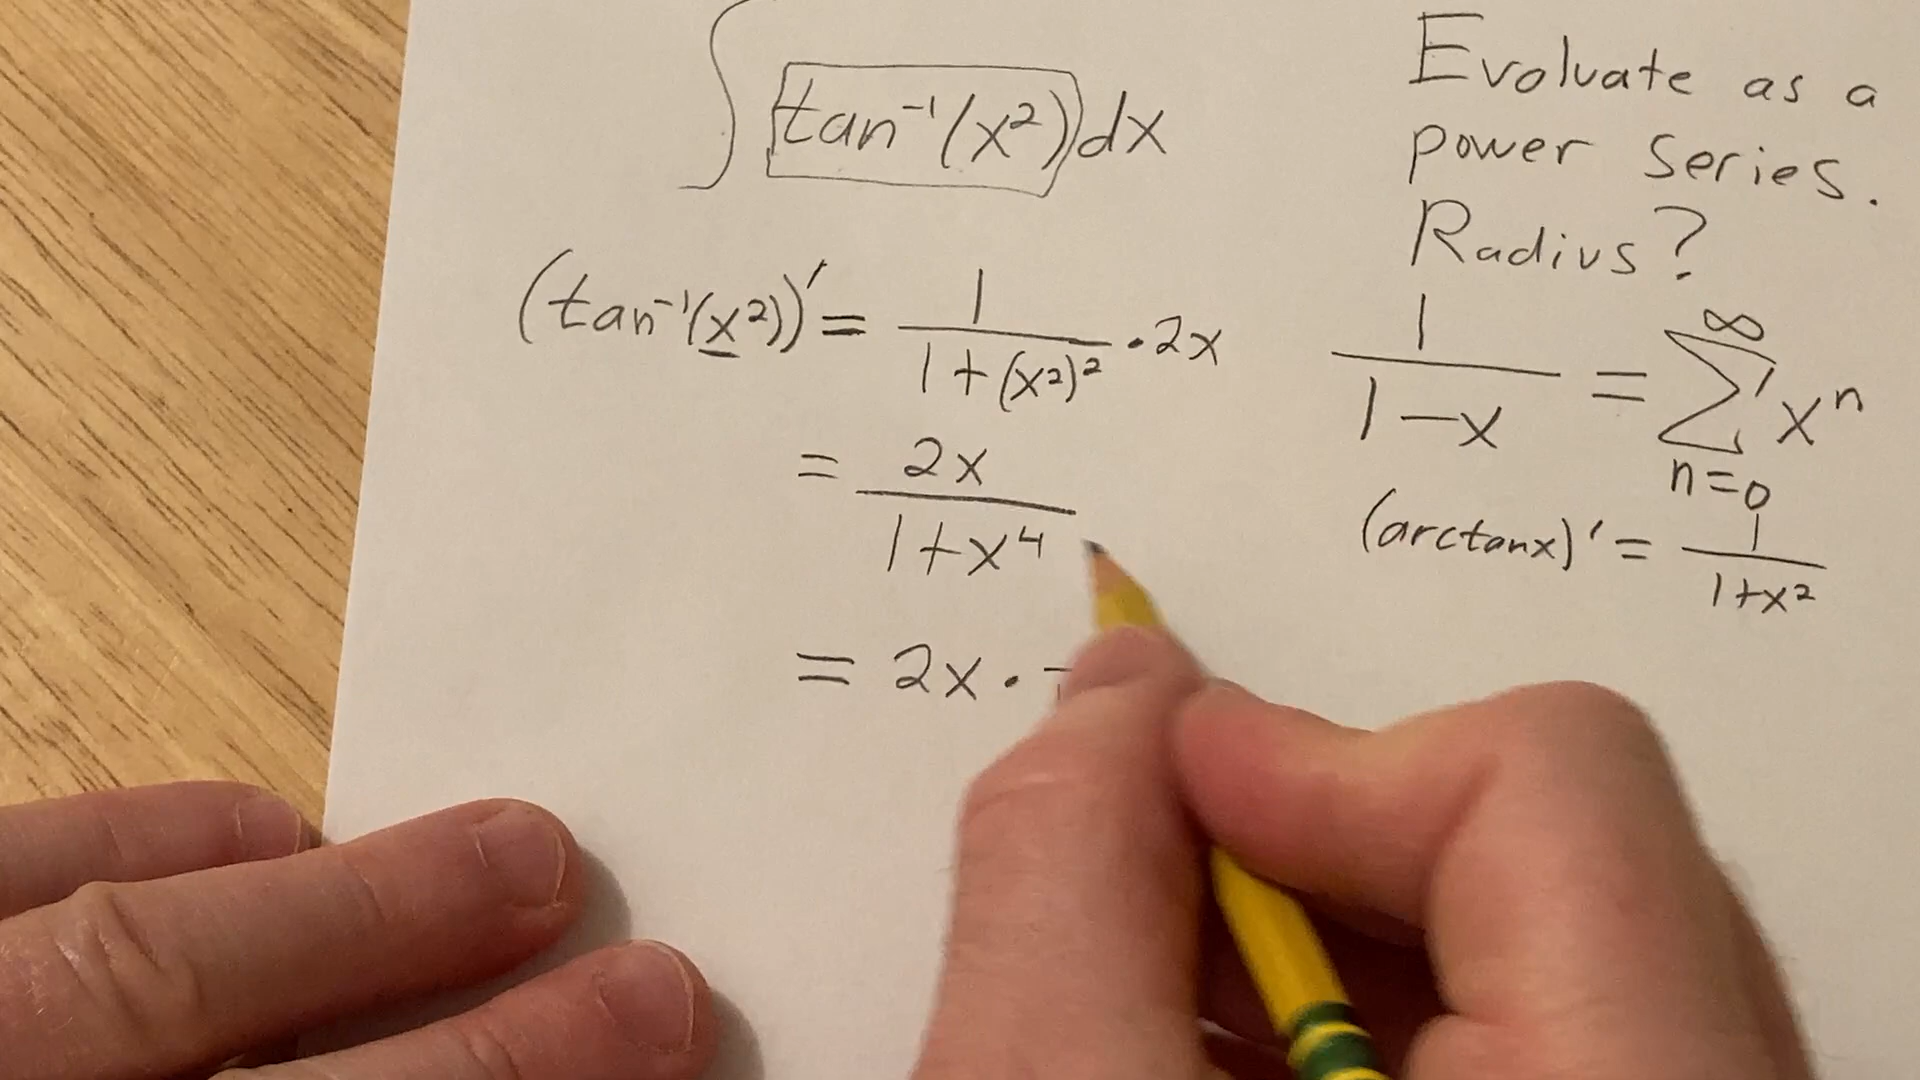 ∫ tan⁻¹(x²) dx
Evaluate as a
power series.
Radius?
(tan⁻¹(x²))' = 1/(1+(x²)²) · 2x
= 2x/(1+x⁴)
= 2x ·
1/(1-x) = ∑_{n=0}^{∞} xⁿ
(arctanx)' = 1/(1+x²)